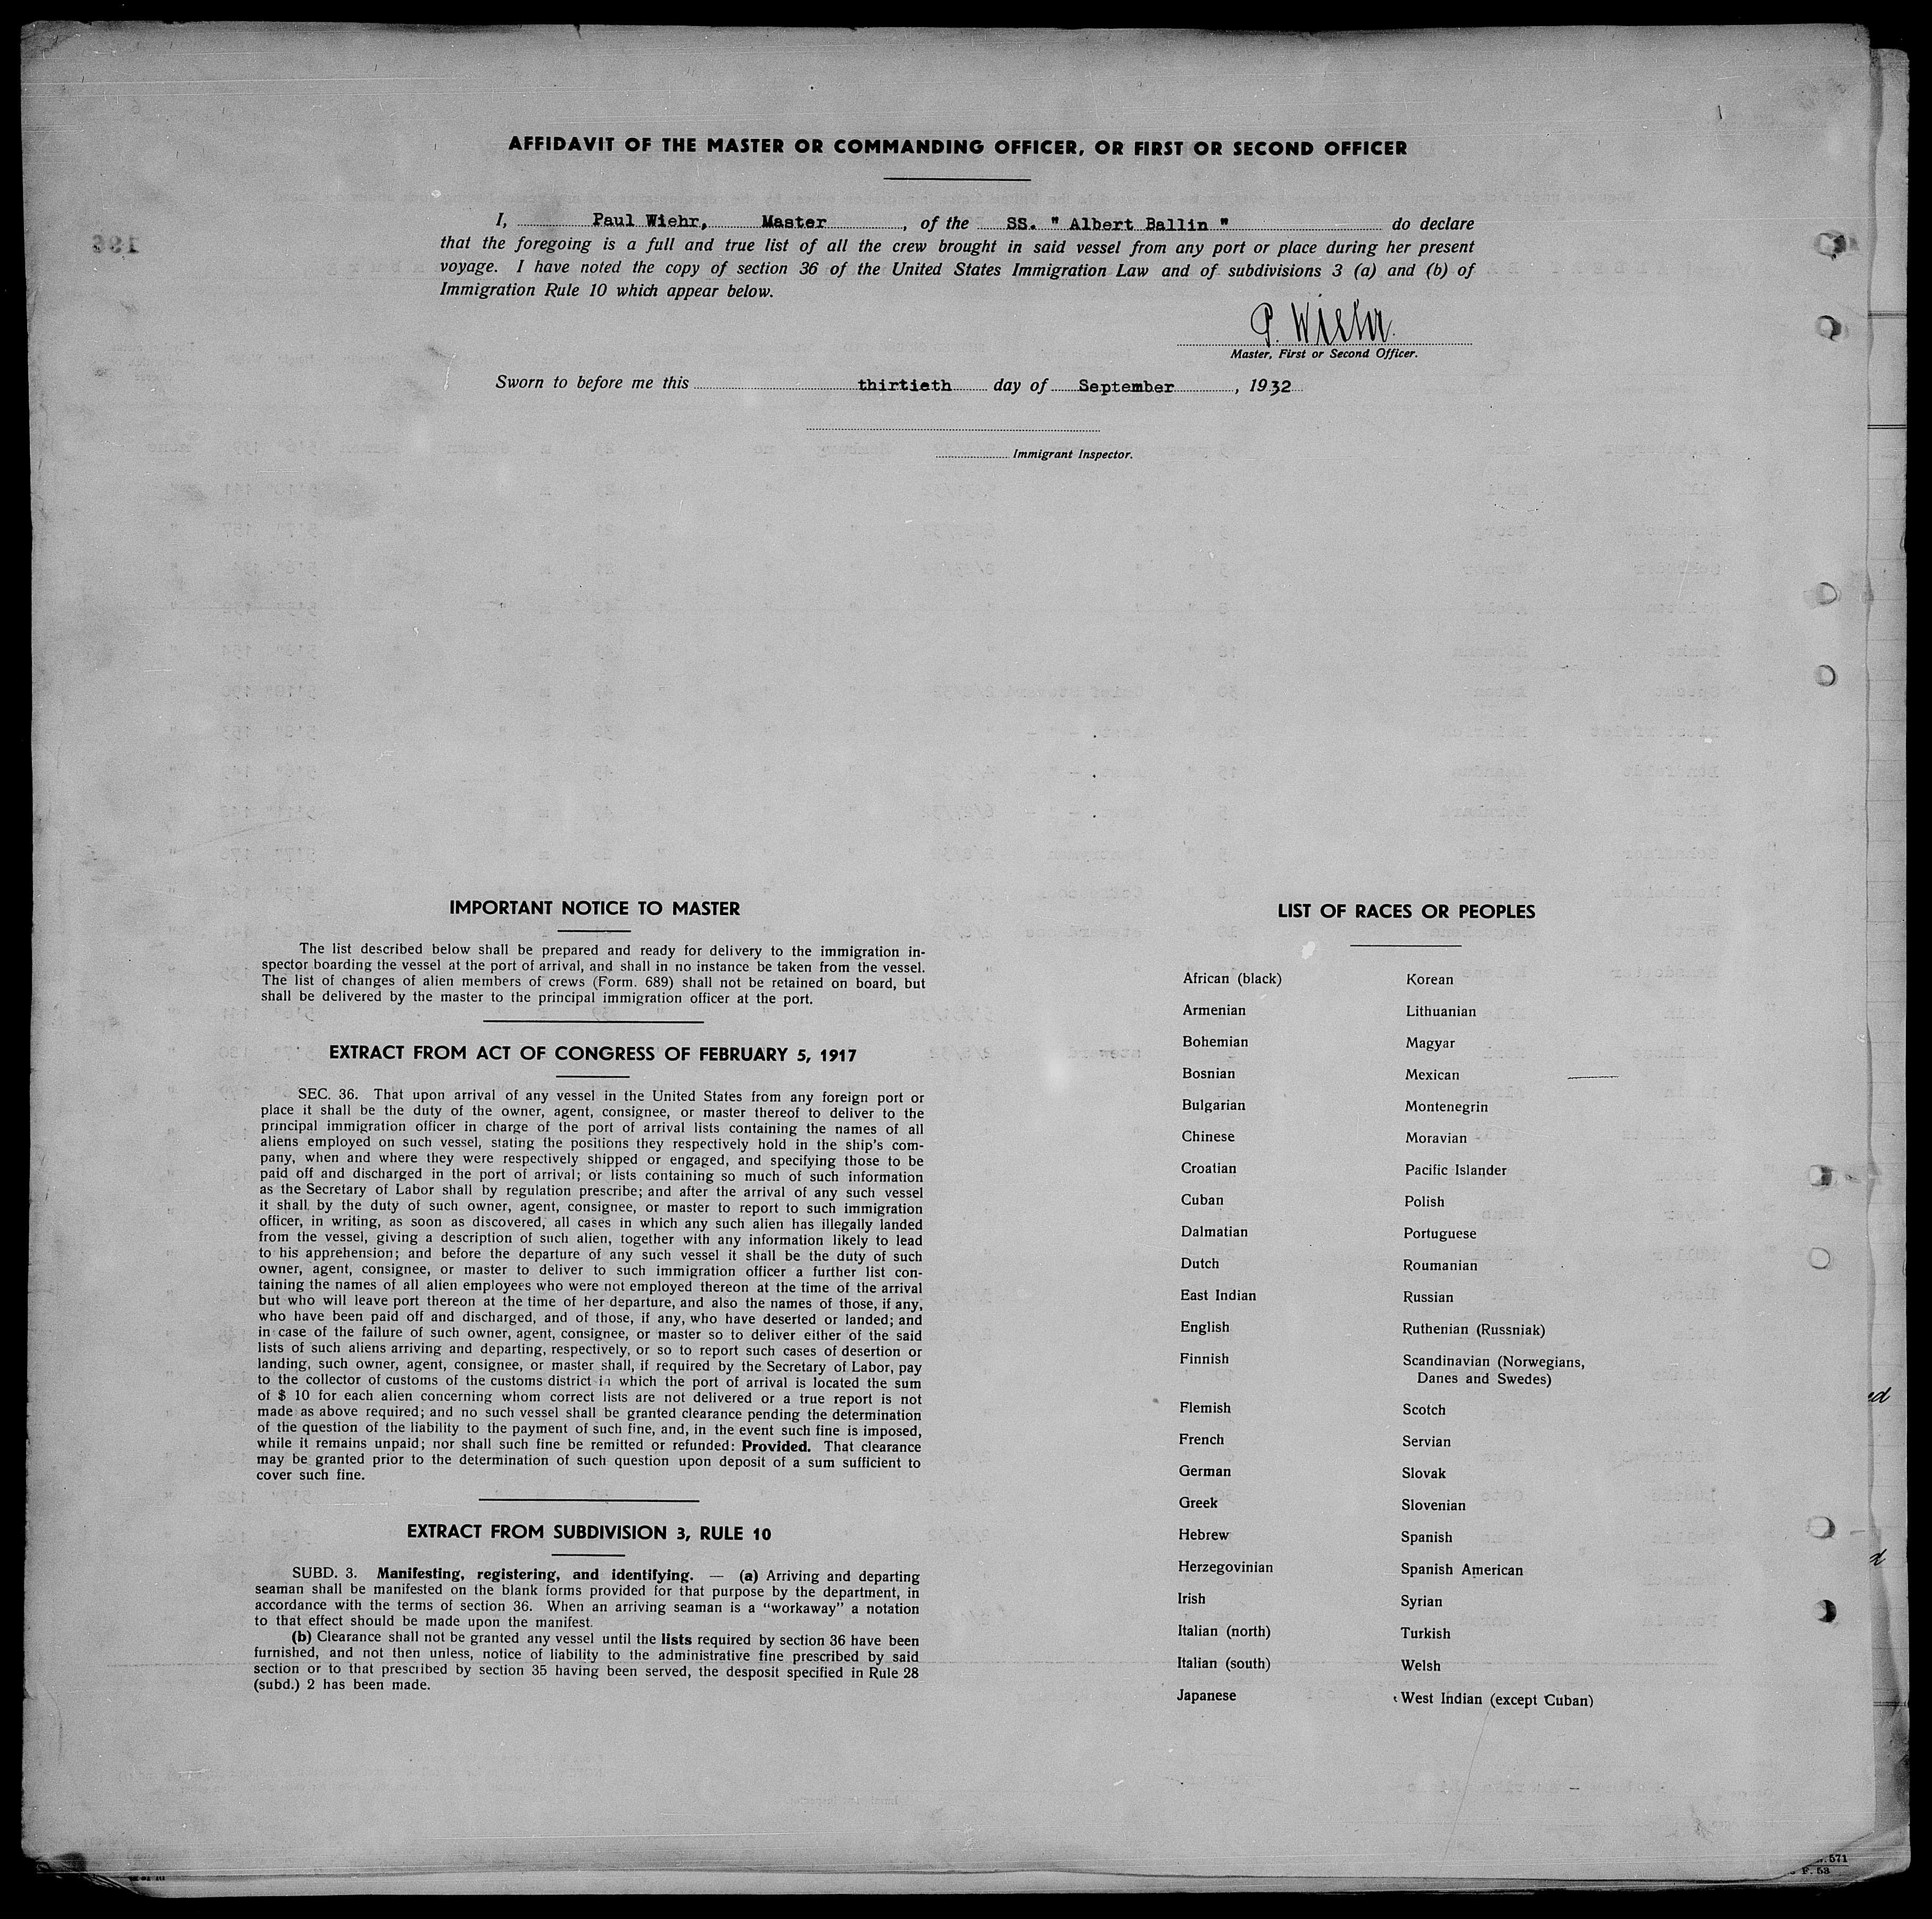 AFFIDAVIT OF THE MASTER OR COMMANDING OFFICER, OR FIRST OR SECOND OFFICER
I, Paul Wiehr, Master, of the SS. " Albert Ballin " do declare
that the foregoing is a full and true list of all the crew brought in said vessel from any port or place during her present
voyage. I have noted the copy of section 36 of the United States Immigration Law and of subdivisions 3 (a) and (b) of
Immigration Rule 10 which appear below.
P. Wiehr.
Master, First or Second Officer.
Sworn to before me this thirtieth day of September, 1932
Immigrant Inspector.
IMPORTANT NOTICE TO MASTER
The list described below shall be prepared and ready for delivery to the immigration in-
spector boarding the vessel at the port of arrival, and shall in no instance be taken from the vessel.
The list of changes of alien members of crews (Form. 689) shall not be retained on board, but
shall be delivered by the master to the principal immigration officer at the port.
EXTRACT FROM ACT OF CONGRESS OF FEBRUARY 5, 1917
SEC. 36. That upon arrival of any vessel in the United States from any foreign port or
place it shall be the duty of the owner, agent, consignee, or master thereof to deliver to the
principal immigration officer in charge of the port of arrival lists containing the names of all
aliens employed on such vessel, stating the positions they respectively hold in the ship's com-
pany, when and where they were respectively shipped or engaged, and specifying those to be
paid off and discharged in the port of arrival; or lists containing so much of such information
as the Secretary of Labor shall by regulation prescribe; and after the arrival of any such vessel
it shall by the duty of such owner, agent, consignee, or master to report to such immigration
officer, in writing, as soon as discovered, all cases in which any such alien has illegally landed
from the vessel, giving a description of such alien, together with any information likely to lead
to his apprehension; and before the departure of any such vessel it shall be the duty of such
owner, agent, consignee, or master to deliver to such immigration officer a further list con-
taining the names of all alien employees who were not employed thereon at the time of the arrival
but who will leave port thereon at the time of her departure, and also the names of those, if any,
who have been paid off and discharged, and of those, if any, who have deserted or landed; and
in case of the failure of such owner, agent, consignee, or master so to deliver either of the said
lists of such aliens arriving and departing, respectively, or so to report such cases of desertion or
landing, such owner, agent, consignee, or master shall, if required by the Secretary of Labor, pay
to the collector of customs of the customs district in which the port of arrival is located the sum
of $ 10 for each alien concerning whom correct lists are not delivered or a true report is not
made as above required; and no such vessel shall be granted clearance pending the determination
of the question of the liability to the payment of such fine, and, in the event such fine is imposed,
while it remains unpaid; nor shall such fine be remitted or refunded: Provided. That clearance
may be granted prior to the determination of such question upon deposit of a sum sufficient to
cover such fine.
EXTRACT FROM SUBDIVISION 3, RULE 10
SUBD. 3. Manifesting, registering, and identifying. — (a) Arriving and departing
seaman shall be manifested on the blank forms provided for that purpose by the department, in
accordance with the terms of section 36. When an arriving seaman is a "workaway" a notation
to that effect should be made upon the manifest.
(b) Clearance shall not be granted any vessel until the lists required by section 36 have been
furnished, and not then unless, notice of liability to the administrative fine prescribed by said
section or to that prescribed by section 35 having been served, the desposit specified in Rule 28
(subd.) 2 has been made.
LIST OF RACES OR PEOPLES
African (black)
Armenian
Bohemian
Bosnian
Bulgarian
Chinese
Croatian
Cuban
Dalmatian
Dutch
East Indian
English
Finnish
Flemish
French
German
Greek
Hebrew
Herzegovinian
Irish
Italian (north)
Italian (south)
Japanese
Korean
Lithuanian
Magyar
Mexican
Montenegrin
Moravian
Pacific Islander
Polish
Portuguese
Roumanian
Russian
Ruthenian (Russniak)
Scandinavian (Norwegians,
Danes and Swedes)
Scotch
Servian
Slovak
Slovenian
Spanish
Spanish American
Syrian
Turkish
Welsh
West Indian (except Cuban)
571
F. 53